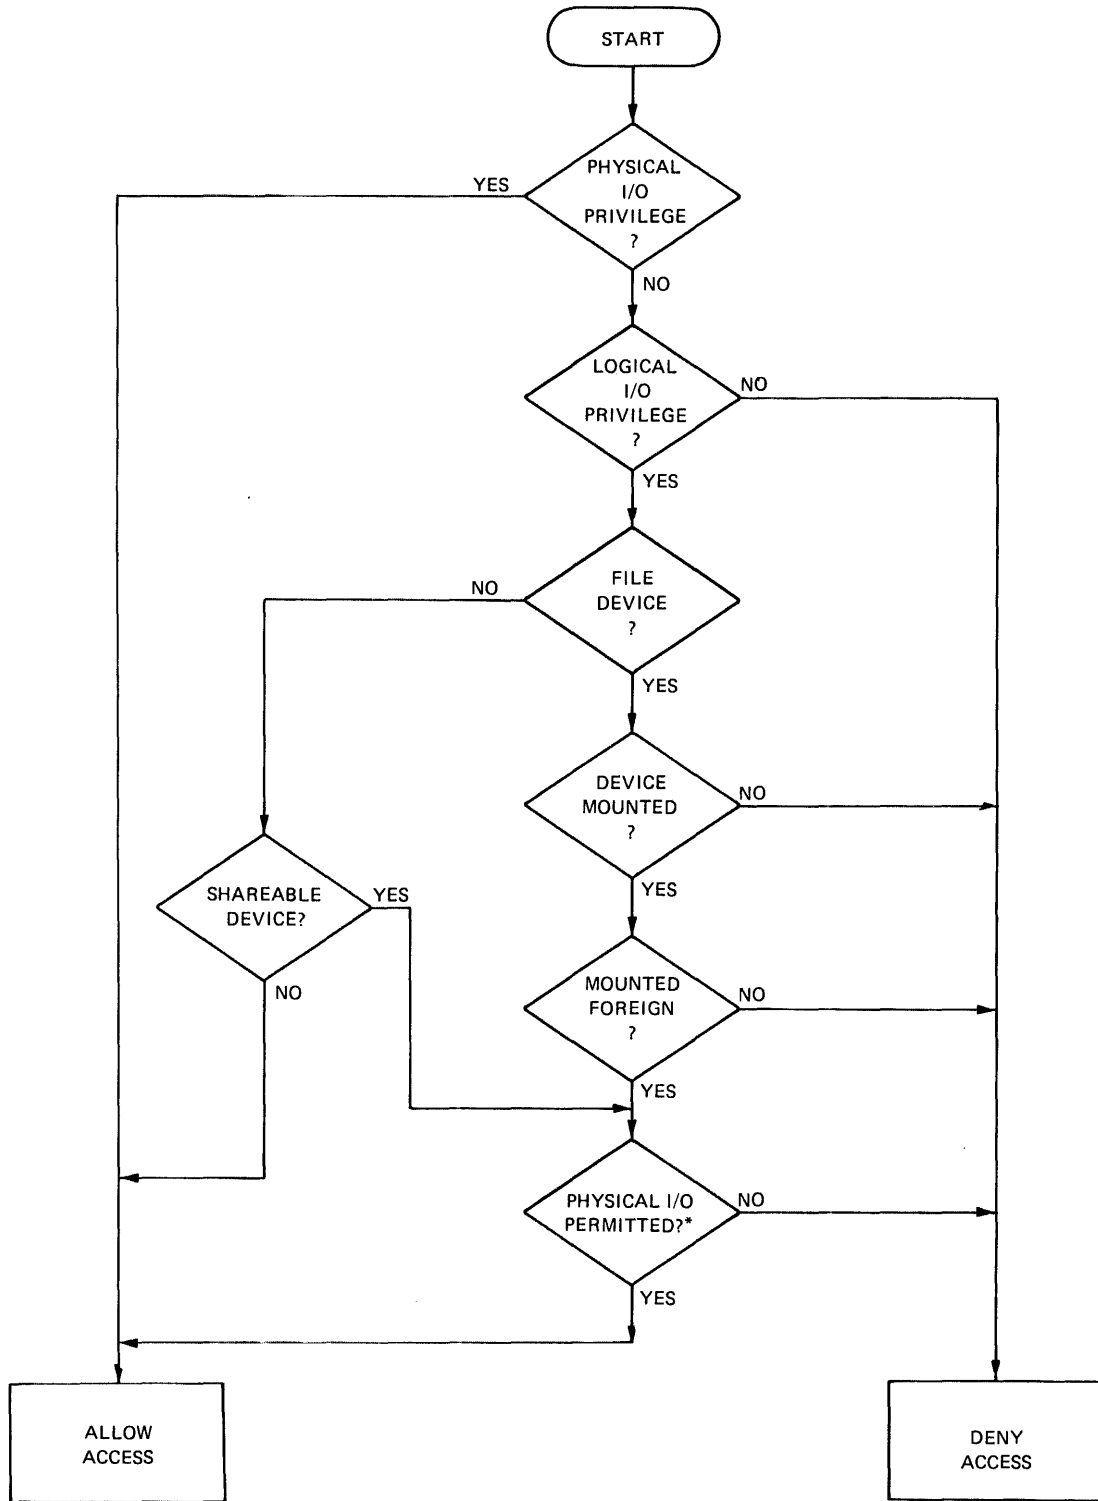 START
PHYSICAL
I/O
PRIVILEGE
?
YES
NO
LOGICAL
I/O
PRIVILEGE
?
NO
YES
FILE
DEVICE
?
NO
YES
DEVICE
MOUNTED
?
NO
YES
SHAREABLE
DEVICE?
YES
NO
MOUNTED
FOREIGN
?
NO
YES
PHYSICAL I/O
PERMITTED?*
NO
YES
ALLOW
ACCESS
DENY
ACCESS